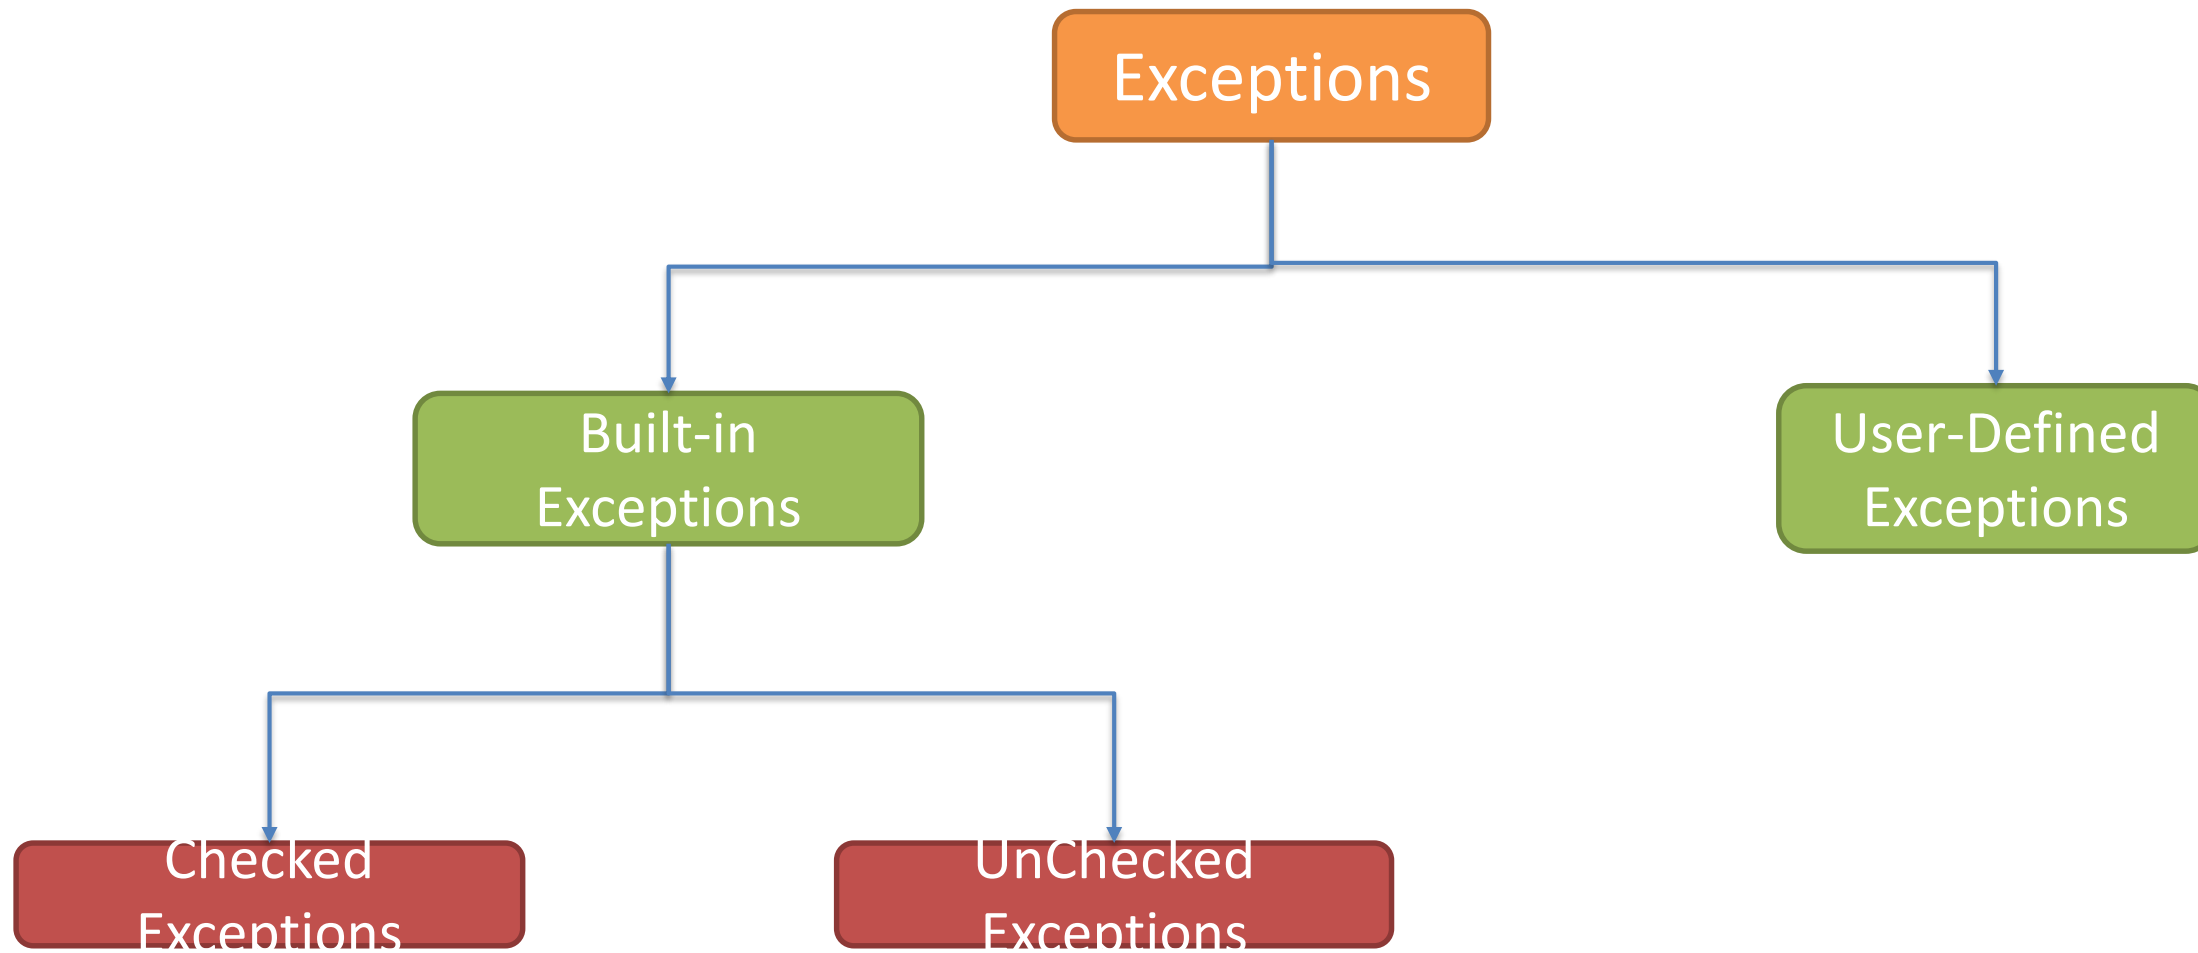 Exceptions
Built-in
Exceptions
User-Defined
Exceptions
Checked
Exceptions
UnChecked
Exceptions